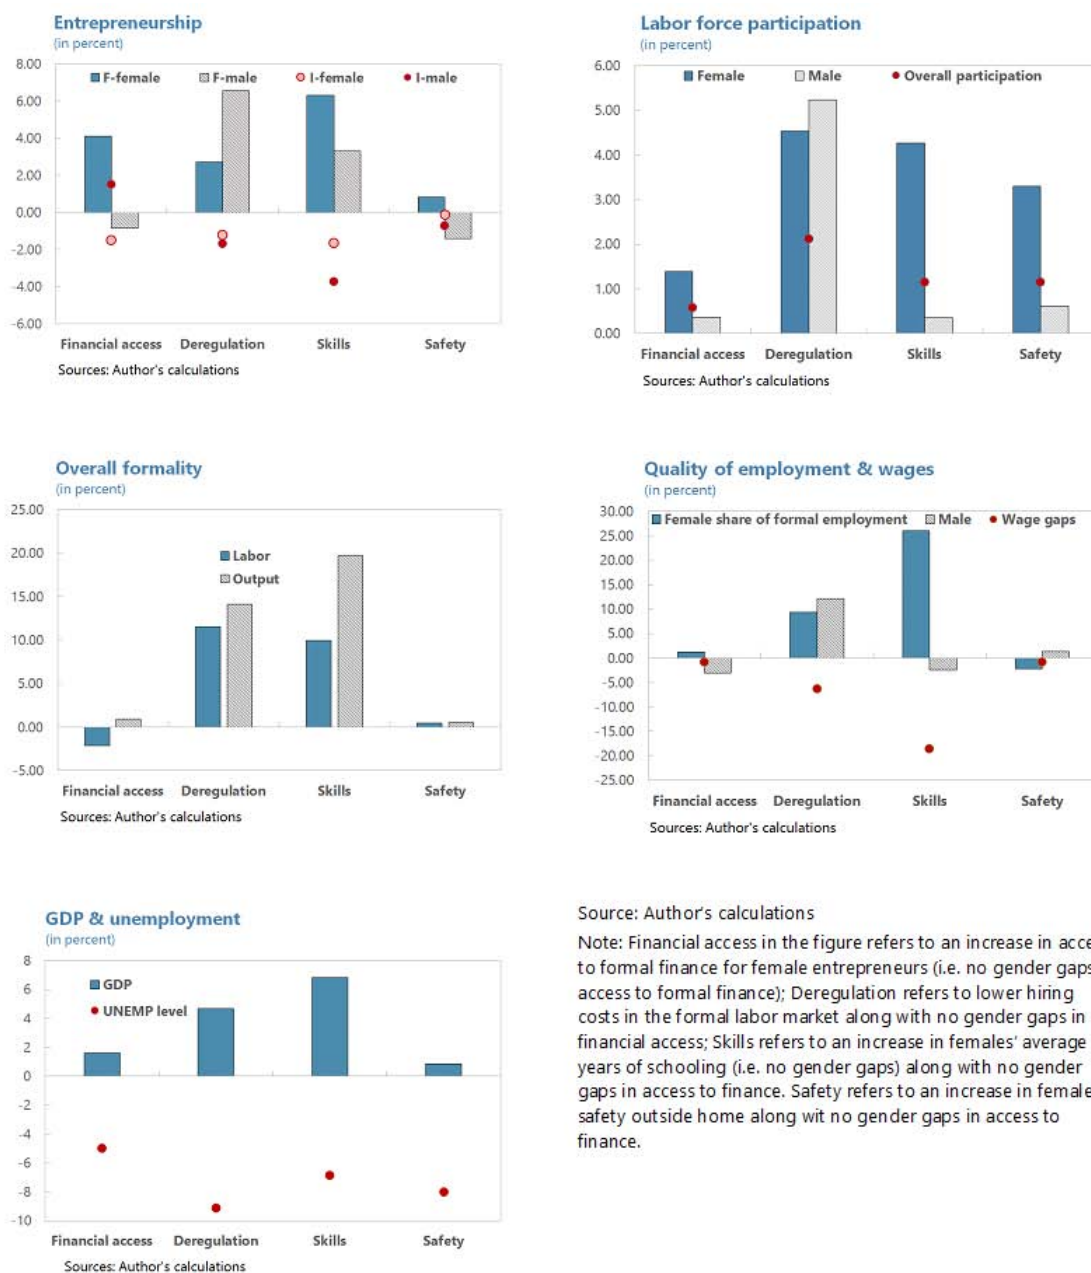 Entrepreneurship
(in percent)
8.00
F-female F-male I-female I-male
6.00
4.00
2.00
0.00
-2.00
-4.00
-6.00
Financial access Deregulation Skills Safety
Sources: Author's calculations
Labor force participation
(in percent)
6.00
Female Male Overall participation
5.00
4.00
3.00
2.00
1.00
0.00
Financial access Deregulation Skills Safety
Sources: Author's calculations
Overall formality
(in percent)
25.00
20.00
Labor
Output
15.00
10.00
5.00
0.00
-5.00
Financial access Deregulation Skills Safety
Sources: Author's calculations
Quality of employment & wages
(in percent)
30.00
Female share of formal employment Male Wage gaps
25.00
20.00
15.00
10.00
5.00
0.00
-5.00
-10.00
-15.00
-20.00
-25.00
Financial access Deregulation Skills Safety
Sources: Author's calculations
GDP & unemployment
(in percent)
8
GDP
6
UNEMP level
4
2
0
-2
-4
-6
-8
-10
Financial access Deregulation Skills Safety
Sources: Author's calculations
Source: Author's calculations
Note: Financial access in the figure refers to an increase in acce
to formal finance for female entrepreneurs (i.e. no gender gaps
access to formal finance); Deregulation refers to lower hiring
costs in the formal labor market along with no gender gaps in
financial access; Skills refers to an increase in females' average
years of schooling (i.e. no gender gaps) along with no gender
gaps in access to finance. Safety refers to an increase in female
safety outside home along wit no gender gaps in access to
finance.